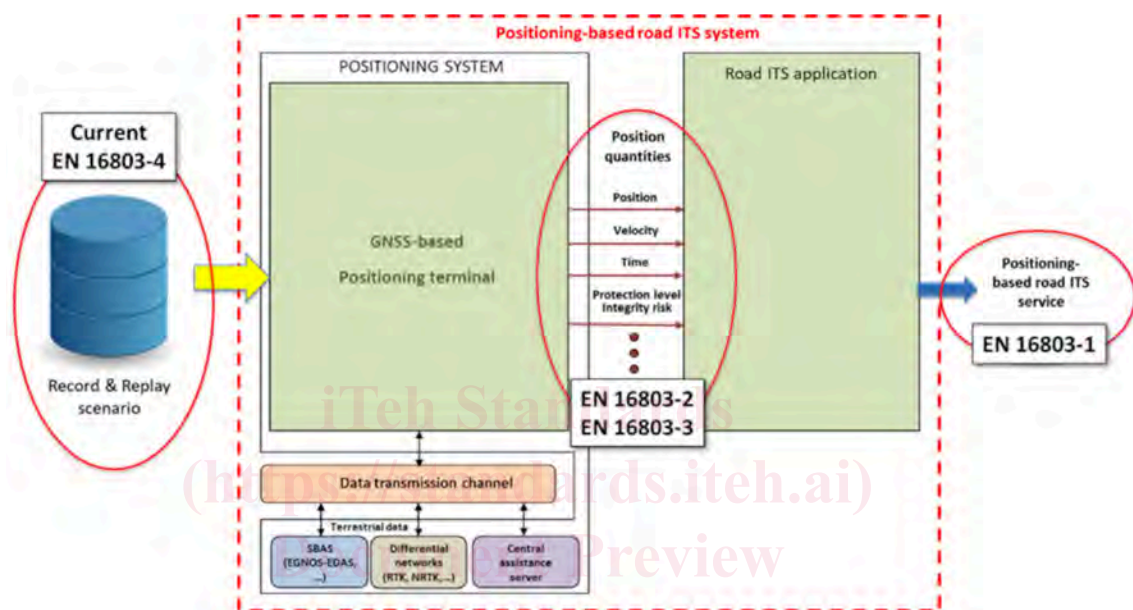 Positioning-based road ITS system
POSITIONING SYSTEM
Road ITS application
Current
EN 16803-4
Position
quantities
Position
Velocity
Time
Protection level
Integrity risk
GNSS-based
Positioning terminal
Positioning-
based road ITS
service
EN 16803-1
Record & Replay
scenario
EN 16803-2
EN 16803-3
iTeh Standards
(https://standards.iteh.ai)
Document Preview
Data transmission channel
Terrestrial data
SBAS
(EGNOS-EDAS,
...)
Differential
networks
(RTK, NRTK,...)
Central
assistance
server